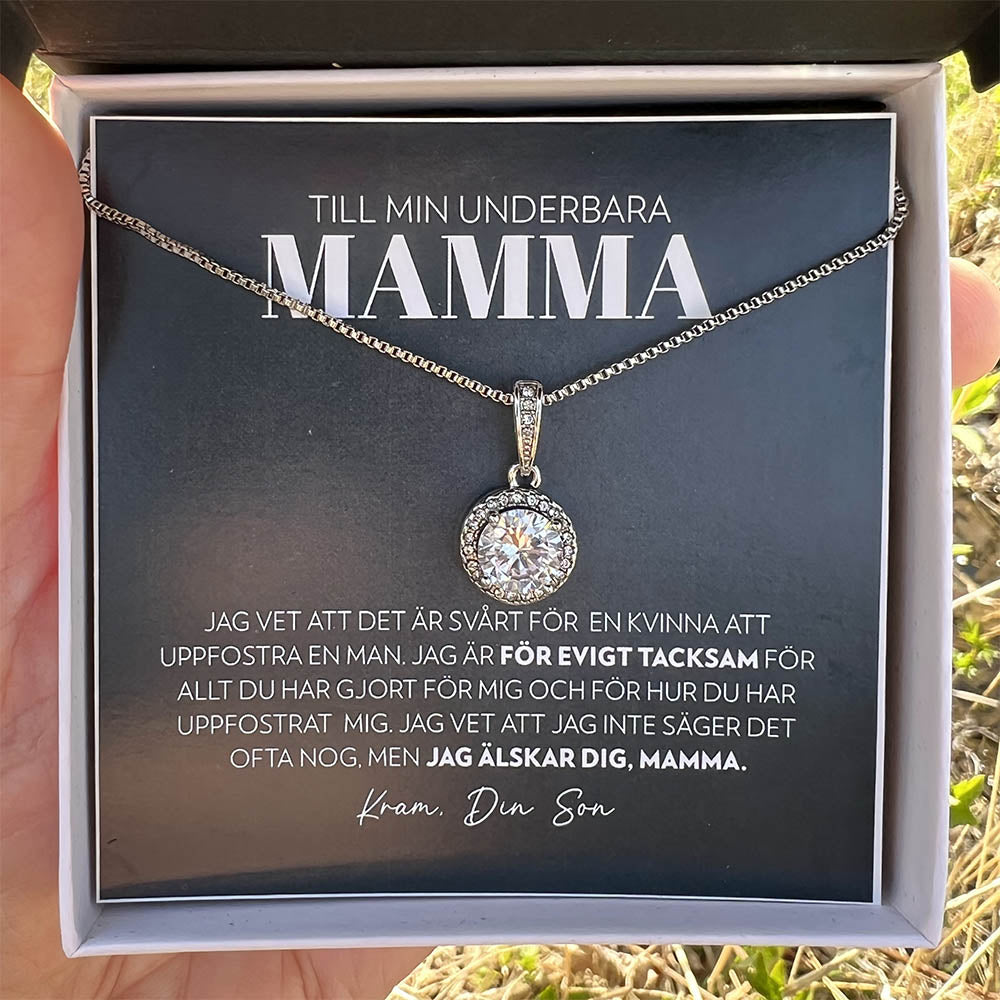 TILL MIN UNDERBARA
MAMMA
JAG VET ATT DET ÄR SVÅRT FÖR EN KVINNA ATT
UPPFOSTRA EN MAN. JAG ÄR FÖR EVIGT TACKSAM FÖR
ALLT DU HAR GJORT FÖR MIG OCH FÖR HUR DU HAR
UPPFOSTRAT MIG. JAG VET ATT JAG INTE SÄGER DET
OFTA NOG, MEN JAG ÄLSKAR DIG, MAMMA.
Kram, Din Son